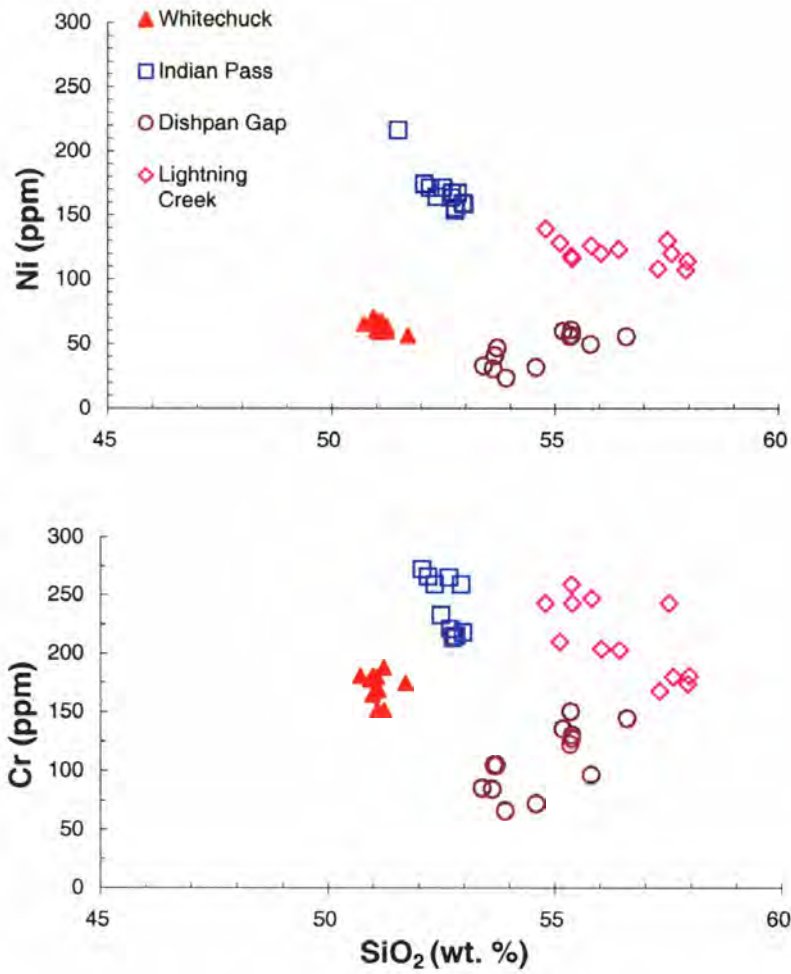 300
250
200
150
100
50
0
Ni (ppm)
Whitechuck
Indian Pass
Dishpan Gap
Lightning
Creek
45 50 55 60
300
250
200
150
100
50
0
Cr (ppm)
45 50 55 60
SiO₂ (wt. %)